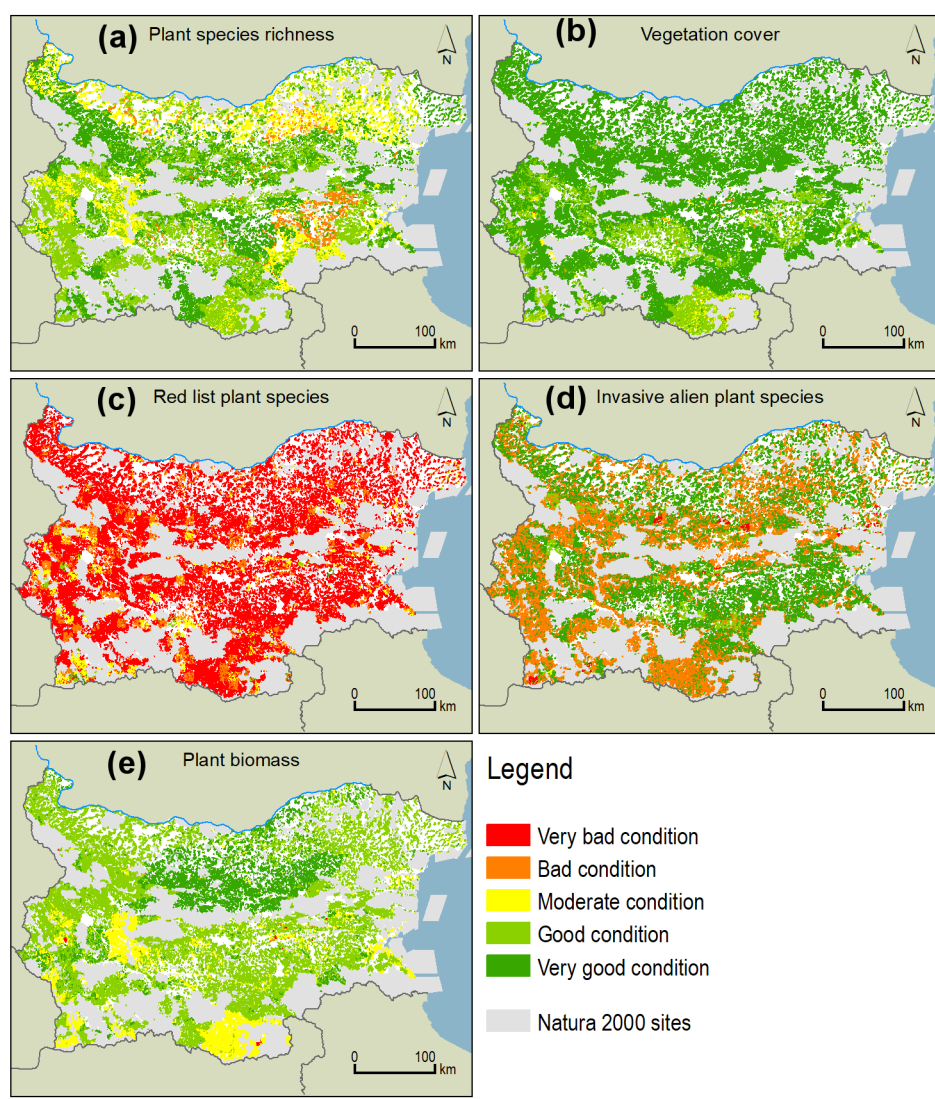 (a) Plant species richness
N
0 100
km
(b) Vegetation cover
N
0 100
km
(c) Red list plant species
N
0 100
km
(d) Invasive alien plant species
N
0 100
km
(e) Plant biomass
N
0 100
km
Legend
Very bad condition
Bad condition
Moderate condition
Good condition
Very good condition
Natura 2000 sites